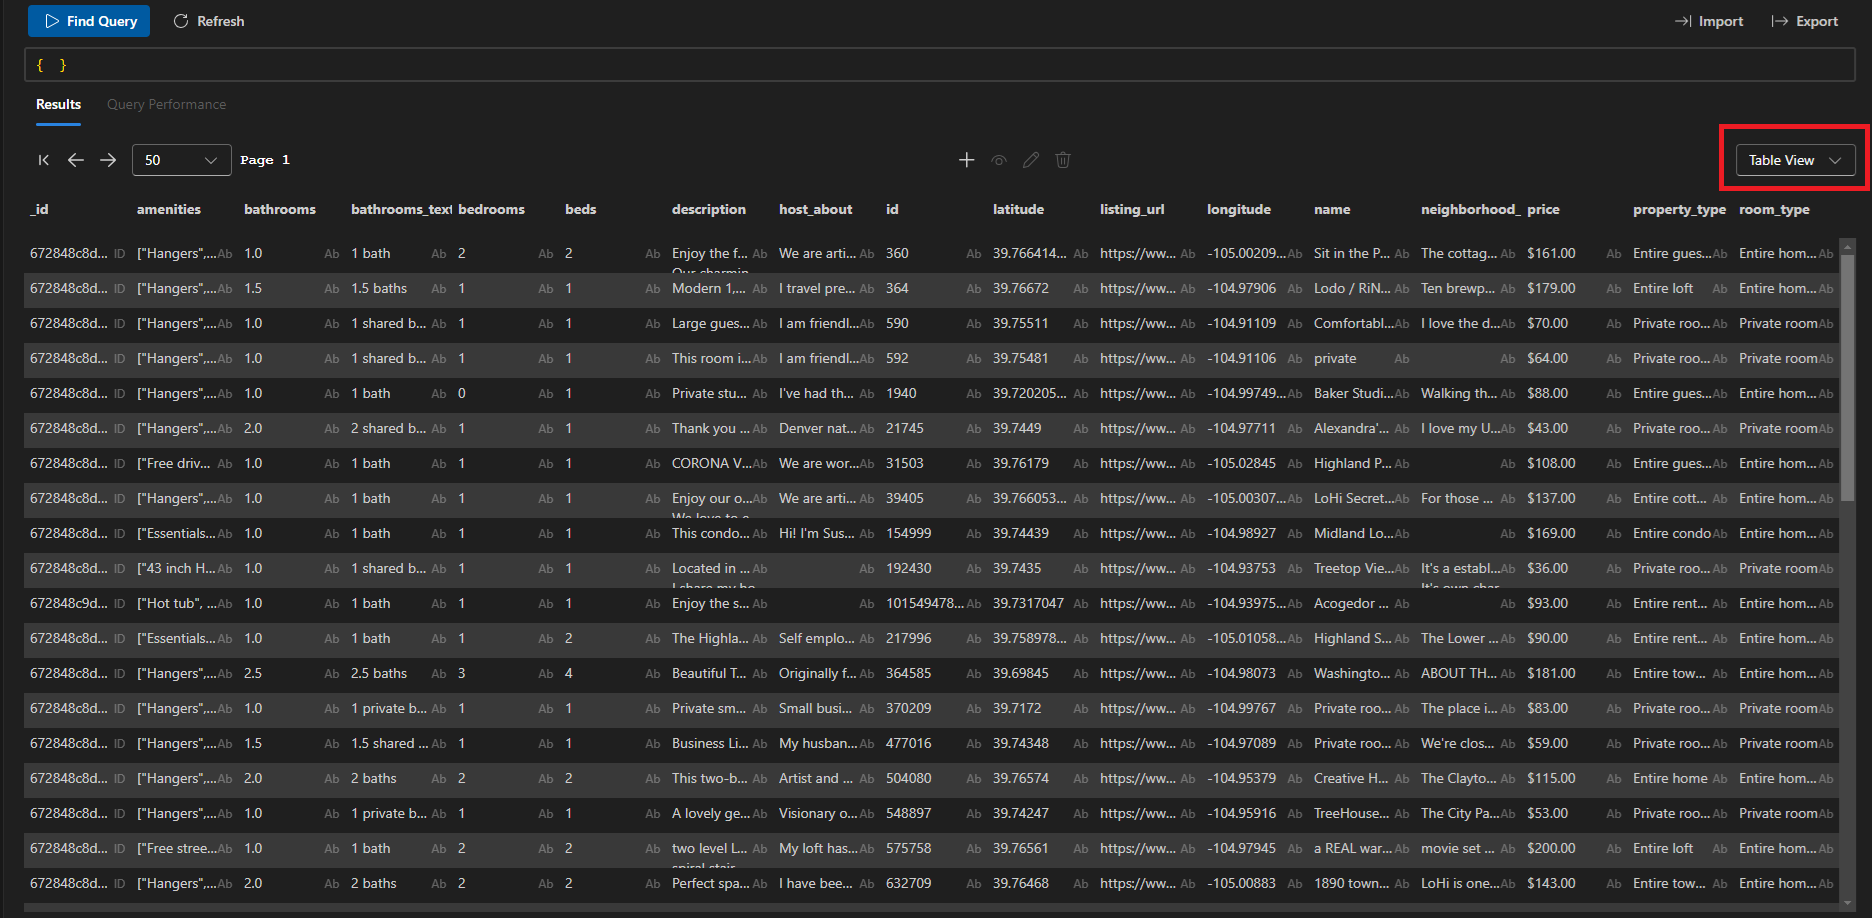 Find Query Refresh Import Export
{ }
Results Query Performance
50 Page 1 Table View
_id amenities bathrooms bathrooms_text bedrooms beds description host_about id latitude listing_url longitude name neighborhood_ price property_type room_type
672848c8d... ID ["Hangers",... Ab 1.0 Ab 1 bath Ab 2 Ab 2 Ab Enjoy the f... Ab We are arti... Ab 360 Ab 39.766414... Ab https://ww... Ab -105.00209... Ab Sit in the P... Ab The cottag... Ab $161.00 Ab Entire gues... Ab Entire hom... Ab
672848c8d... ID ["Hangers",... Ab 1.5 Ab 1.5 baths Ab 1 Ab 1 Ab Modern 1,... Ab I travel pre... Ab 364 Ab 39.76672 Ab https://ww... Ab -104.97906 Ab Lodo / RiN... Ab Ten brewp... Ab $179.00 Ab Entire loft Ab Entire hom... Ab
672848c8d... ID ["Hangers",... Ab 1.0 Ab 1 shared b... Ab 1 Ab 1 Ab Large gues... Ab I am friendl... Ab 590 Ab 39.75511 Ab https://ww... Ab -104.91109 Ab Comfortabl... Ab I love the d... Ab $70.00 Ab Private roo... Ab Private room Ab
672848c8d... ID ["Hangers",... Ab 1.0 Ab 1 shared b... Ab 1 Ab 1 Ab This room i... Ab I am friendl... Ab 592 Ab 39.75481 Ab https://ww... Ab -104.91106 Ab private Ab Ab $64.00 Ab Private roo... Ab Private room Ab
672848c8d... ID ["Hangers",... Ab 1.0 Ab 1 bath Ab 0 Ab 1 Ab Private stu... Ab I've had th... Ab 1940 Ab 39.720205... Ab https://ww... Ab -104.99749... Ab Baker Studi... Ab Walking th... Ab $88.00 Ab Entire gues... Ab Entire hom... Ab
672848c8d... ID ["Hangers",... Ab 2.0 Ab 2 shared b... Ab 1 Ab 1 Ab Thank you ... Ab Denver nat... Ab 21745 Ab 39.7449 Ab https://ww... Ab -104.97711 Ab Alexandra'... Ab I love my U... Ab $43.00 Ab Private roo... Ab Private room Ab
672848c8d... ID ["Free driv... Ab 1.0 Ab 1 bath Ab 1 Ab 1 Ab CORONA V... Ab We are wor... Ab 31503 Ab 39.76179 Ab https://ww... Ab -105.02845 Ab Highland P... Ab Ab $108.00 Ab Entire gues... Ab Entire hom... Ab
672848c8d... ID ["Hangers",... Ab 1.0 Ab 1 bath Ab 1 Ab 1 Ab Enjoy our o... Ab We are arti... Ab 39405 Ab 39.766053... Ab https://ww... Ab -105.00307... Ab LoHi Secret... Ab For those ... Ab $137.00 Ab Entire cott... Ab Entire hom... Ab
672848c8d... ID ["Essentials... Ab 1.0 Ab 1 bath Ab 1 Ab 1 Ab This condo... Ab Hi! I'm Sus... Ab 154999 Ab 39.74439 Ab https://ww... Ab -104.98927 Ab Midland Lo... Ab Ab $169.00 Ab Entire condo Ab Entire hom... Ab
672848c8d... ID ["43 inch H... Ab 1.0 Ab 1 shared b... Ab 1 Ab 1 Ab Located in ... Ab Ab 192430 Ab 39.7435 Ab https://ww... Ab -104.93753 Ab Treetop Vie... Ab It's a establ... Ab $36.00 Ab Private roo... Ab Private room Ab
672848c9d... ID ["Hot tub", ... Ab 1.0 Ab 1 bath Ab 1 Ab 1 Ab Enjoy the s... Ab Ab 101549478... Ab 39.7317047 Ab https://ww... Ab -104.93975... Ab Acogedor ... Ab Ab $93.00 Ab Entire rent... Ab Entire hom... Ab
672848c8d... ID ["Essentials... Ab 1.0 Ab 1 bath Ab 1 Ab 2 Ab The Highla... Ab Self emplo... Ab 217996 Ab 39.758978... Ab https://ww... Ab -105.01058... Ab Highland S... Ab The Lower ... Ab $90.00 Ab Entire rent... Ab Entire hom... Ab
672848c8d... ID ["Hangers",... Ab 2.5 Ab 2.5 baths Ab 3 Ab 4 Ab Beautiful T... Ab Originally f... Ab 364585 Ab 39.69845 Ab https://ww... Ab -104.98073 Ab Washingto... Ab ABOUT TH... Ab $181.00 Ab Entire tow... Ab Entire hom... Ab
672848c8d... ID ["Hangers",... Ab 1.0 Ab 1 private b... Ab 1 Ab 1 Ab Private sm... Ab Small busi... Ab 370209 Ab 39.7172 Ab https://ww... Ab -104.99767 Ab Private roo... Ab The place i... Ab $83.00 Ab Private roo... Ab Private room Ab
672848c8d... ID ["Hangers",... Ab 1.5 Ab 1.5 shared ... Ab 1 Ab 1 Ab Business Li... Ab My husban... Ab 477016 Ab 39.74348 Ab https://ww... Ab -104.97089 Ab Private roo... Ab We're clos... Ab $59.00 Ab Private roo... Ab Private room Ab
672848c8d... ID ["Hangers",... Ab 2.0 Ab 2 baths Ab 2 Ab 2 Ab This two-b... Ab Artist and ... Ab 504080 Ab 39.76574 Ab https://ww... Ab -104.95379 Ab Creative H... Ab The Clayto... Ab $115.00 Ab Entire home Ab Entire hom... Ab
672848c8d... ID ["Hangers",... Ab 1.0 Ab 1 private b... Ab 1 Ab 1 Ab A lovely ge... Ab Visionary o... Ab 548897 Ab 39.74247 Ab https://ww... Ab -104.95916 Ab TreeHouse... Ab The City Pa... Ab $53.00 Ab Private roo... Ab Private room Ab
672848c8d... ID ["Free stree... Ab 1.0 Ab 1 bath Ab 2 Ab 2 Ab two level L... Ab My loft has... Ab 575758 Ab 39.76561 Ab https://ww... Ab -104.97945 Ab a REAL war... Ab movie set ... Ab $200.00 Ab Entire loft Ab Entire hom... Ab
672848c8d... ID ["Hangers",... Ab 2.0 Ab 2 baths Ab 2 Ab 2 Ab Perfect spa... Ab I have bee... Ab 632709 Ab 39.76468 Ab https://ww... Ab -105.00883 Ab 1890 town... Ab LoHi is one... Ab $143.00 Ab Entire tow... Ab Entire hom... Ab